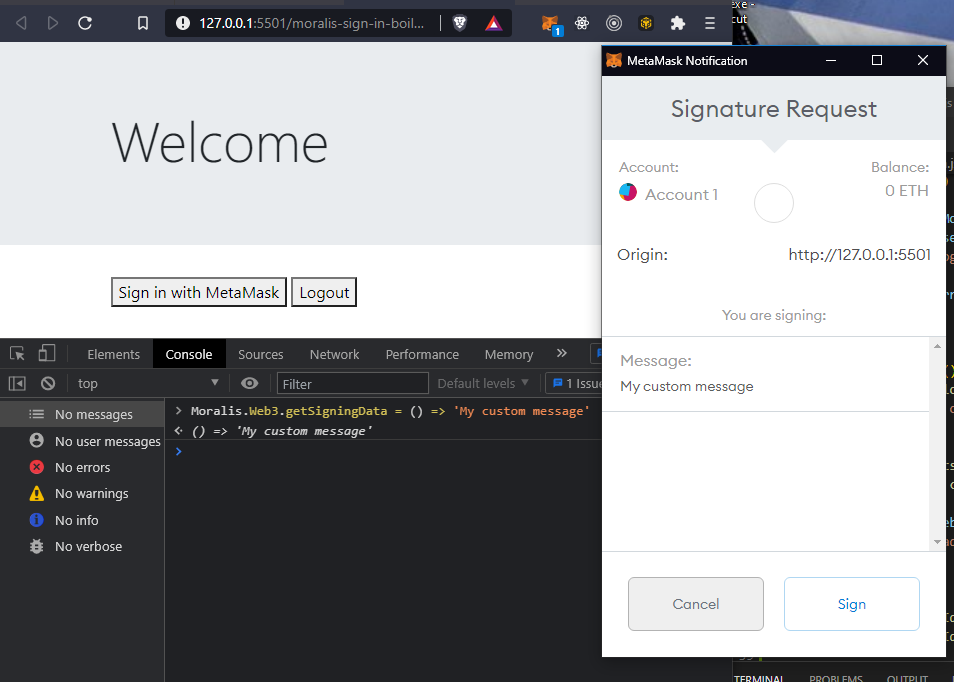 127.0.0.1:5501/moralis-sign-in-boil...
1
exe -
cut
Welcome
Sign in with MetaMask
Logout
Elements
Console
Sources
Network
Performance
Memory
top
Filter
Default levels
1 Issue
No messages
No user messages
No errors
No warnings
No info
No verbose
Moralis.Web3.getSigningData = () => 'My custom message'
() => 'My custom message'
MetaMask Notification
Signature Request
Account:
Balance:
Account 1
0 ETH
Origin:
http://127.0.0.1:5501
You are signing:
Message:
My custom message
Cancel
Sign
TERMINAL
PROBLEMS
OUTPUT